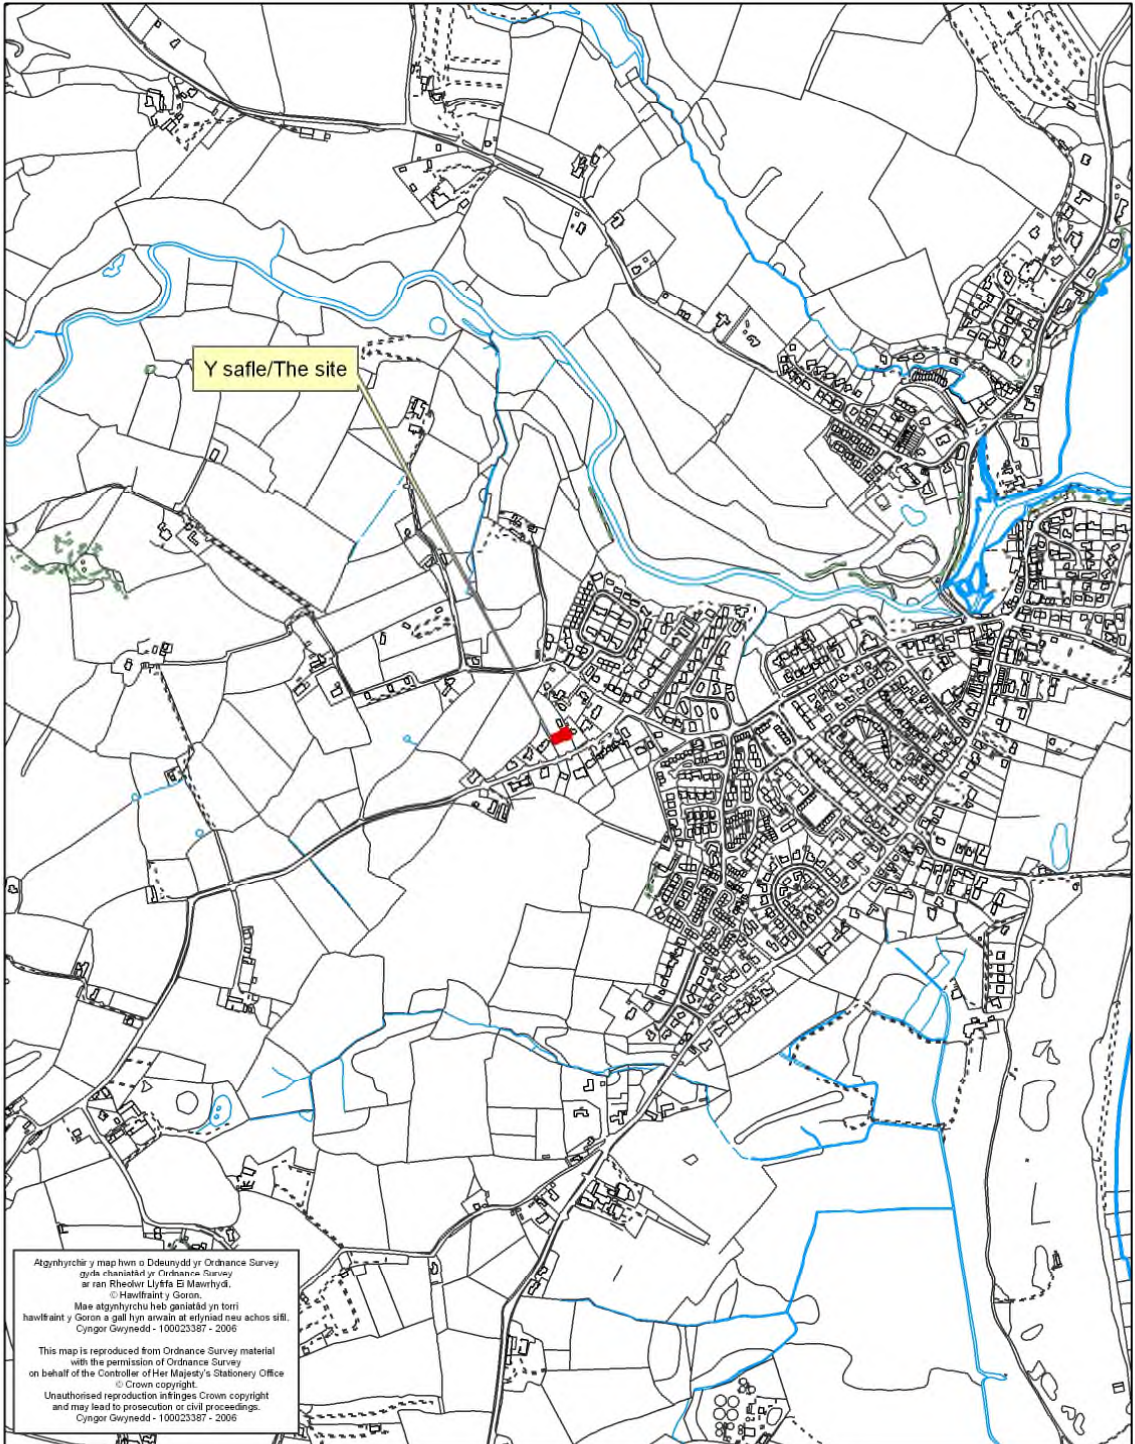 Y safle/The site
Atgynhyrchir y map hwn o Ddeunydd yr Ordnance Survey
gyda chaniatâd yr Ordnance Survey
ar ran Rheolwr Llyfrfa Ei Mawrhydi.
© Hawlfraint y Goron.
Mae atgynhyrchu heb ganiatâd yn torri
hawlfraint y Goron a gall hyn arwain at erlyniad neu achos sifil.
Cyngor Gwynedd - 100023387 - 2006
This map is reproduced from Ordnance Survey material
with the permission of Ordnance Survey
on behalf of the Controller of Her Majesty's Stationery Office
© Crown copyright.
Unauthorised reproduction infringes Crown copyright
and may lead to prosecution or civil proceedings.
Cyngor Gwynedd - 100023387 - 2006